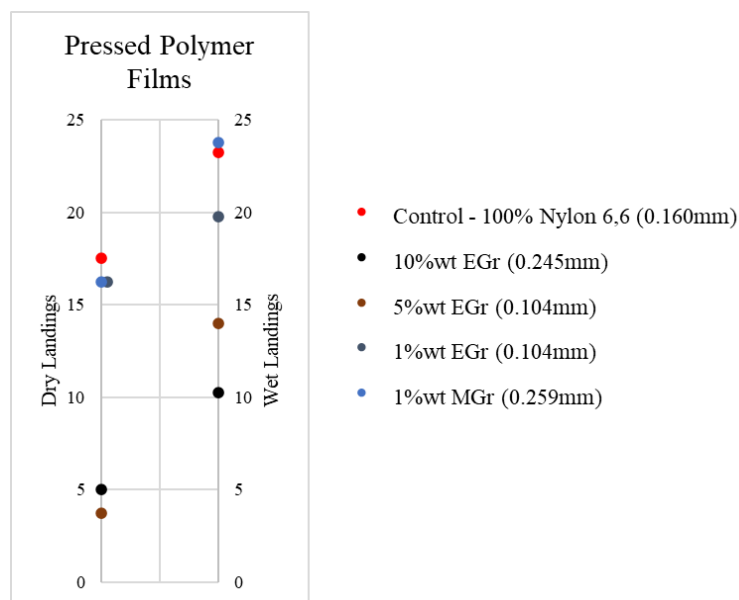 Pressed Polymer
Films
25
20
15
10
5
0
Dry Landings
25
20
15
10
5
0
Wet Landings
Control - 100% Nylon 6,6 (0.160mm)
10%wt EGr (0.245mm)
5%wt EGr (0.104mm)
1%wt EGr (0.104mm)
1%wt MGr (0.259mm)